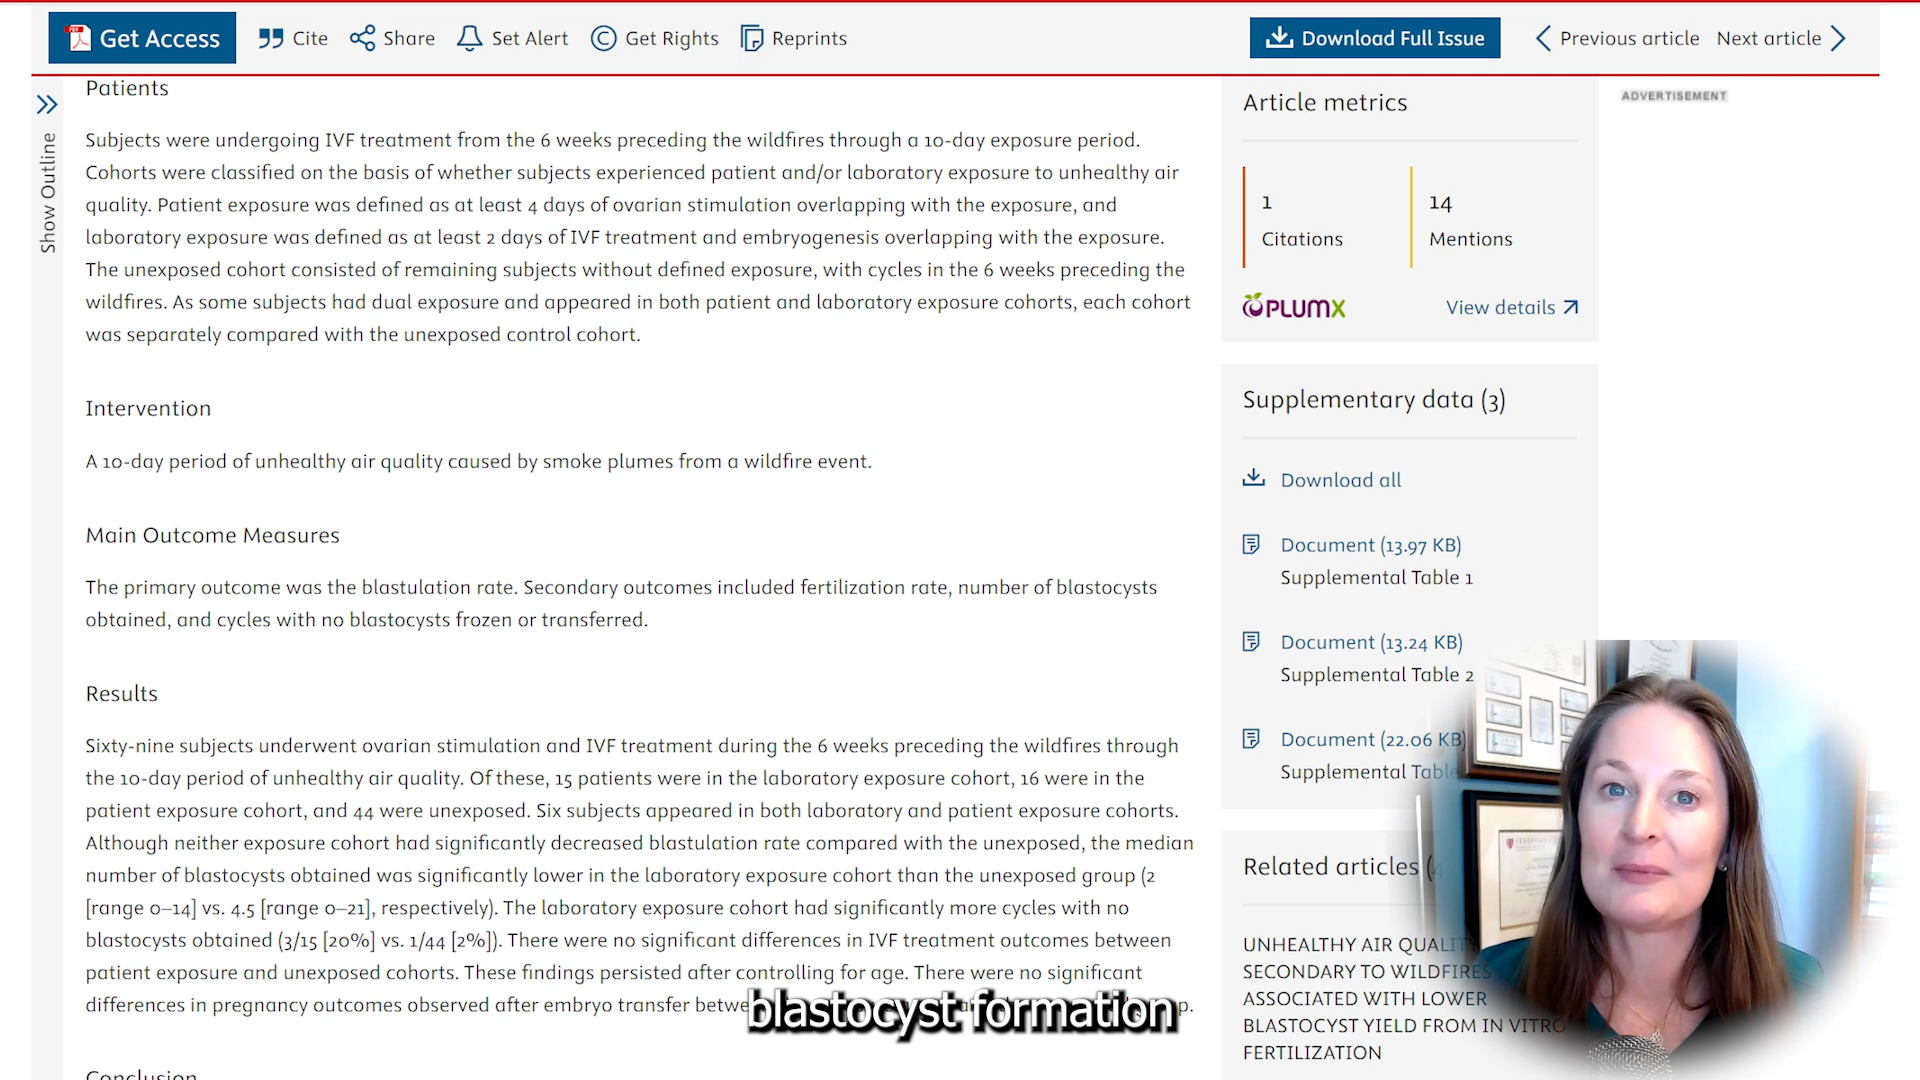 Get Access
Cite
Share
Set Alert
Get Rights
Reprints
Download Full Issue
Previous article
Next article
Show Outline
Patients
Subjects were undergoing IVF treatment from the 6 weeks preceding the wildfires through a 10-day exposure period.
Cohorts were classified on the basis of whether subjects experienced patient and/or laboratory exposure to unhealthy air
quality. Patient exposure was defined as at least 4 days of ovarian stimulation overlapping with the exposure, and
laboratory exposure was defined as at least 2 days of IVF treatment and embryogenesis overlapping with the exposure.
The unexposed cohort consisted of remaining subjects without defined exposure, with cycles in the 6 weeks preceding the
wildfires. As some subjects had dual exposure and appeared in both patient and laboratory exposure cohorts, each cohort
was separately compared with the unexposed control cohort.
Intervention
A 10-day period of unhealthy air quality caused by smoke plumes from a wildfire event.
Main Outcome Measures
The primary outcome was the blastulation rate. Secondary outcomes included fertilization rate, number of blastocysts
obtained, and cycles with no blastocysts frozen or transferred.
Results
Sixty-nine subjects underwent ovarian stimulation and IVF treatment during the 6 weeks preceding the wildfires through
the 10-day period of unhealthy air quality. Of these, 15 patients were in the laboratory exposure cohort, 16 were in the
patient exposure cohort, and 44 were unexposed. Six subjects appeared in both laboratory and patient exposure cohorts.
Although neither exposure cohort had significantly decreased blastulation rate compared with the unexposed, the median
number of blastocysts obtained was significantly lower in the laboratory exposure cohort than the unexposed group (2
[range 0–14] vs. 4.5 [range 0–21], respectively). The laboratory exposure cohort had significantly more cycles with no
blastocysts obtained (3/15 [20%] vs. 1/44 [2%]). There were no significant differences in IVF treatment outcomes between
patient exposure and unexposed cohorts. These findings persisted after controlling for age. There were no significant
differences in pregnancy outcomes observed after embryo transfer
blastocyst formation
Conclusion
Article metrics
1
Citations
14
Mentions
PLUMX
View details
Supplementary data (3)
Download all
Document (13.97 KB)
Supplemental Table 1
Document (13.24 KB)
Supplemental Table 2
Document (22.06 KB)
Supplemental Table
Related articles
UNHEALTHY AIR QUALITY
SECONDARY TO WILDFIRES
ASSOCIATED WITH LOWER
BLASTOCYST YIELD FROM IN VITRO
FERTILIZATION
ADVERTISEMENT